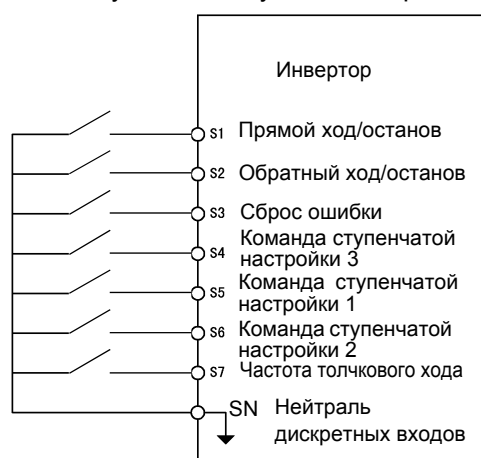 Инвертор
S1 Прямой ход/останов
S2 Обратный ход/останов
S3 Сброс ошибки
S4 Команда ступенчатой
настройки 3
S5 Команда ступенчатой
настройки 1
S6 Команда ступенчатой
настройки 2
S7 Частота толчкового хода
SN Нейтраль
дискретных входов